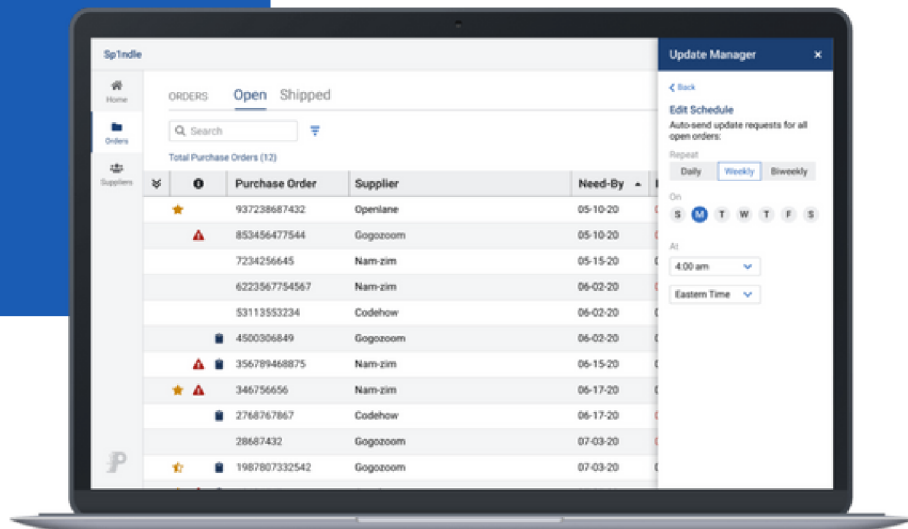 Sp1ndle
Home
Orders
Suppliers
ORDERS Open Shipped
Search
Total Purchase Orders (12)
Purchase Order Supplier Need-By
937238687432 Openlane 05-10-20
853456477544 Gogozoom 05-10-20
7234256645 Nam-zim 05-15-20
6223567754567 Nam-zim 06-02-20
53113553234 Codehow 06-02-20
4500306849 Gogozoom 06-02-20
356789468875 Nam-zim 06-15-20
346756656 Nam-zim 06-17-20
2768767867 Codehow 06-17-20
28687432 Gogozoom 07-03-20
1987807332542 Gogozoom 07-03-20
Update Manager ×
Back
Edit Schedule
Auto-send update requests for all
open orders:
Repeat
Daily Weekly Biweekly
On
S M T W T F S
At
4:00 am
Eastern Time